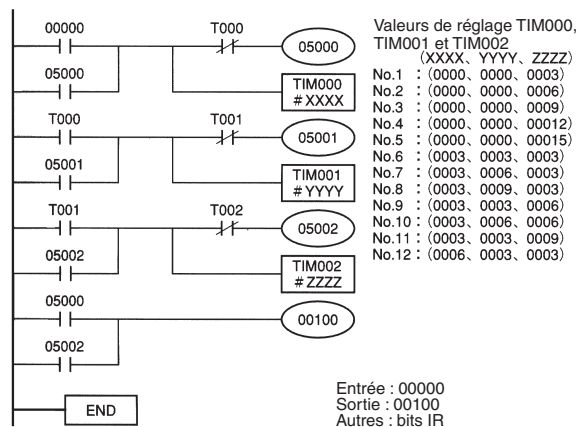 00000 T000
05000
05000
TIM000
# XXXX
T000 T001
05001
05001
TIM001
# YYYY
T001 T002
05002
05002
TIM002
# ZZZZ
05000
00100
05002
END
Valeurs de réglage TIM000,
TIM001 et TIM002
(XXXX、YYYY、ZZZZ)
No.1 : (0000、0000、0003)
No.2 : (0000、0000、0006)
No.3 : (0000、0000、0009)
No.4 : (0000、0000、00012)
No.5 : (0000、0000、00015)
No.6 : (0003、0003、0003)
No.7 : (0003、0006、0003)
No.8 : (0003、0009、0003)
No.9 : (0003、0003、0006)
No.10 : (0003、0006、0006)
No.11 : (0003、0003、0009)
No.12 : (0006、0003、0003)
Entrée : 00000
Sortie : 00100
Autres : bits IR